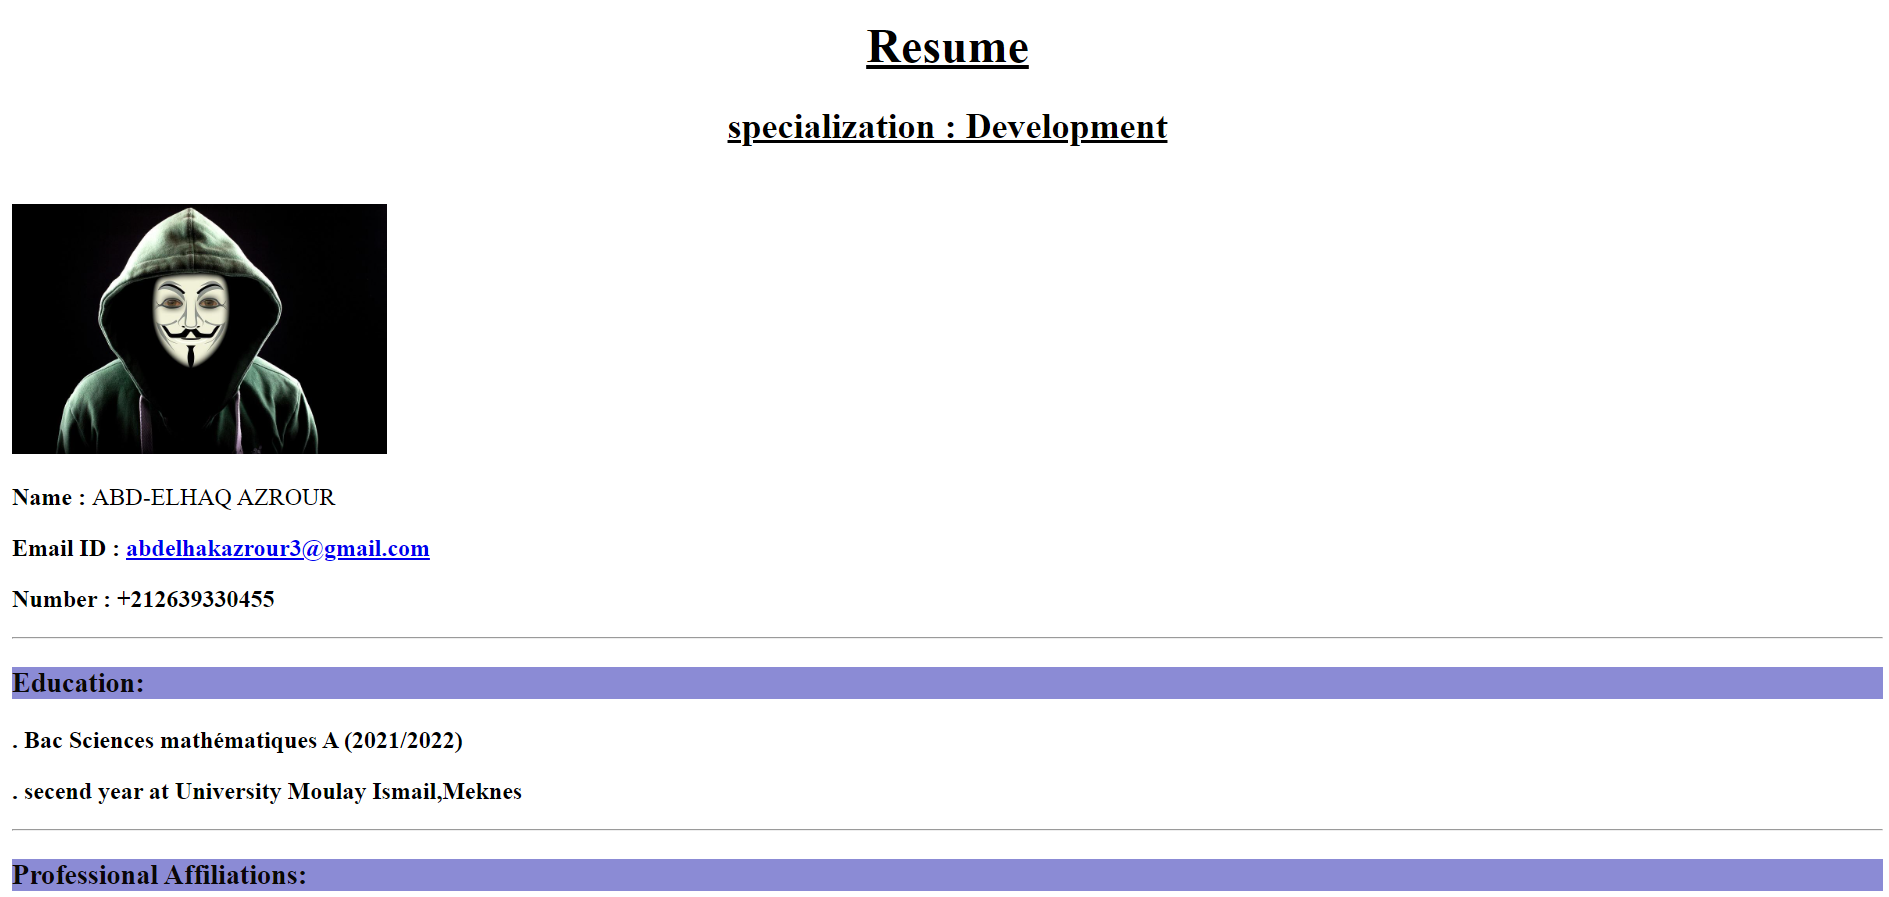 Resume
specialization : Development
Name : ABD-ELHAQ AZROUR
Email ID : abdelhakazrour3@gmail.com
Number : +212639330455
Education:
. Bac Sciences mathématiques A (2021/2022)
. secend year at University Moulay Ismail,Meknes
Professional Affiliations: